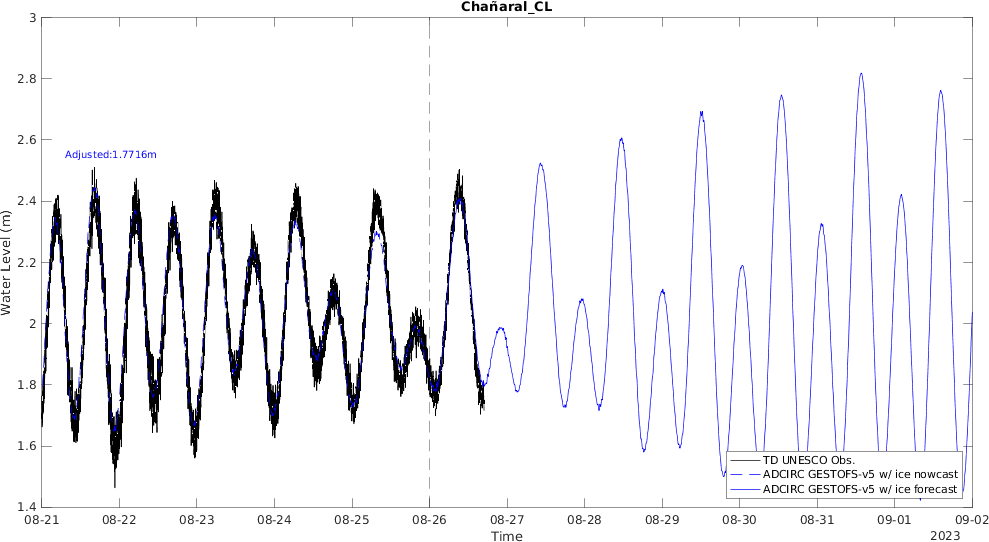 Chañaral_CL
3
2.8
2.6
2.4
2.2
2
1.8
1.6
1.4
Water Level (m)
Adjusted:1.7716m
TD UNESCO Obs.
ADCIRC GESTOFS-v5 w/ ice nowcast
ADCIRC GESTOFS-v5 w/ ice forecast
08-21 08-22 08-23 08-24 08-25 08-26 08-27 08-28 08-29 08-30 08-31 09-01 09-02
Time
2023